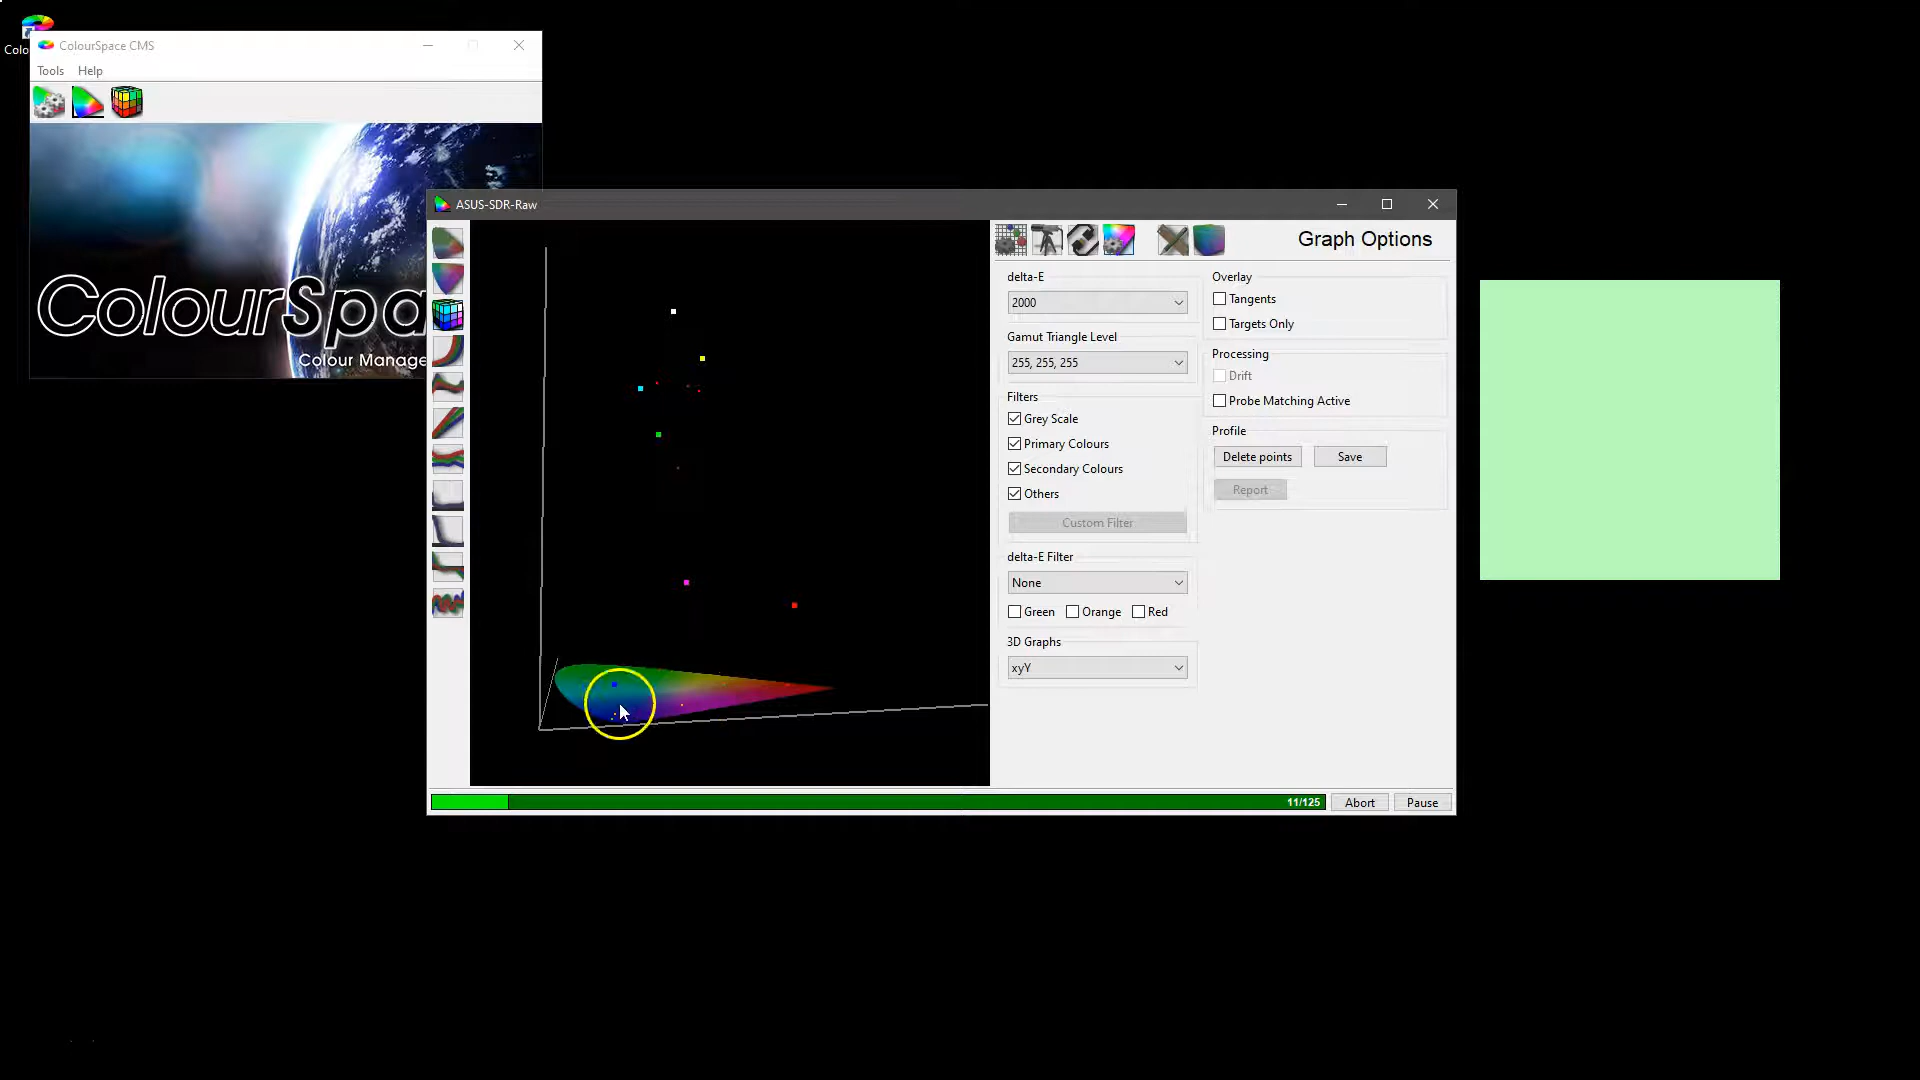 Colo
ColourSpace CMS
Tools Help
ColourSpa
Colour Manage
ASUS-SDR-Raw
Graph Options
delta-E
2000
Gamut Triangle Level
255, 255, 255
Filters
Grey Scale
Primary Colours
Secondary Colours
Others
Custom Filter
delta-E Filter
None
Green Orange Red
3D Graphs
xyY
Overlay
Tangents
Targets Only
Processing
Drift
Probe Matching Active
Profile
Delete points Save
Report
11/125 Abort Pause